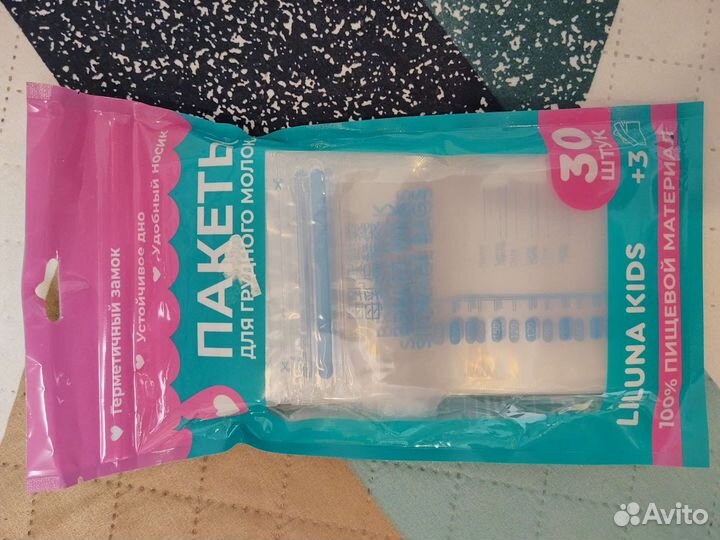 Герметичный замок
Устойчивое дно
Удобный носик
ПАКЕТЫ
ДЛЯ ГРУДНОГО МОЛОКА
30
ШТУК
+3
LILUNA KIDS
100% ПИЩЕВОЙ МАТЕРИАЛ
Avito